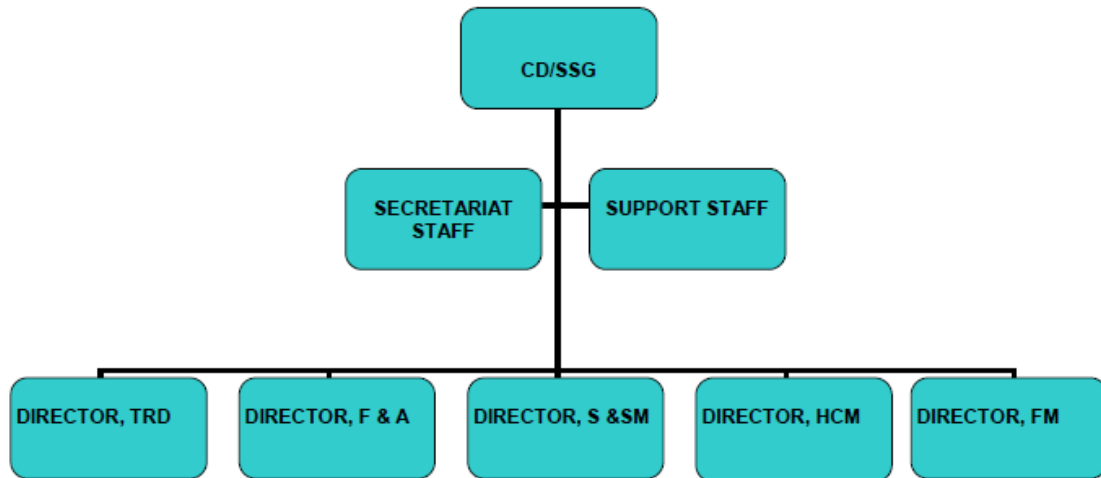 CD/SSG
SECRETARIAT
STAFF
SUPPORT STAFF
DIRECTOR, TRD
DIRECTOR, F & A
DIRECTOR, S &SM
DIRECTOR, HCM
DIRECTOR, FM